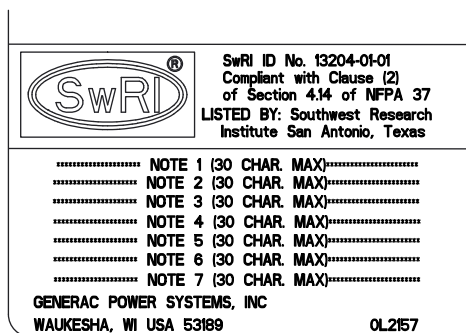 SwRI ®
SwRI ID No. 13204-01-01
Compliant with Clause (2)
of Section 4.14 of NFPA 37
LISTED BY: Southwest Research
Institute San Antonio, Texas
NOTE 1 (30 CHAR. MAX)
NOTE 2 (30 CHAR. MAX)
NOTE 3 (30 CHAR. MAX)
NOTE 4 (30 CHAR. MAX)
NOTE 5 (30 CHAR. MAX)
NOTE 6 (30 CHAR. MAX)
NOTE 7 (30 CHAR. MAX)
GENERAC POWER SYSTEMS, INC
WAUKESHA, WI USA 53189 0L2157